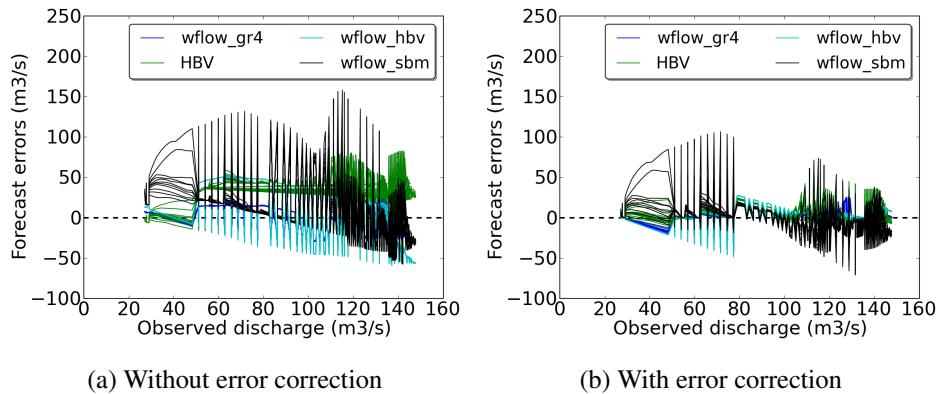 250
200
150
100
50
0
−50
−100
Forecast errors (m3/s)
wflow_gr4
HBV
wflow_hbv
wflow_sbm
0 20 40 60 80 100 120 140 160
Observed discharge (m3/s)
(a) Without error correction
250
200
150
100
50
0
−50
−100
Forecast errors (m3/s)
wflow_gr4
HBV
wflow_hbv
wflow_sbm
0 20 40 60 80 100 120 140 160
Observed discharge (m3/s)
(b) With error correction